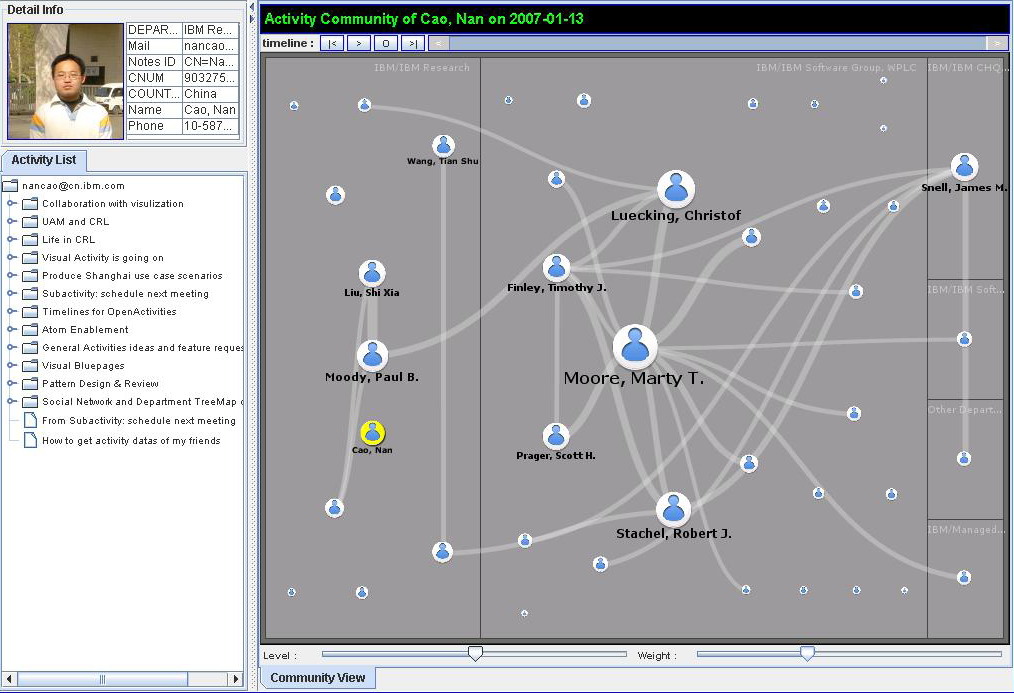 Detail Info
DEPAR... IBM Re...
Mail nancao...
Notes ID CN=Na...
CNUM 903275...
COUNT... China
Name Cao, Nan
Phone 10-587...
Activity List
nancao@cn.ibm.com
Collaboration with visulization
UAM and CRL
Life in CRL
Visual Activity is going on
Produce Shanghai use case scenarios
Subactivity: schedule next meeting
Timelines for OpenActivities
Atom Enablement
General Activities ideas and feature reques
Visual Bluepages
Pattern Design & Review
Social Network and Department TreeMap
From Subactivity: schedule next meeting
How to get activity datas of my friends
Activity Community of Cao, Nan on 2007-01-13
timeline : |< > O >| < >
IBM/IBM Research
IBM/IBM Software Group, WPLC
IBM/IBM CHQ...
Wang, Tian Shu
Snell, James M.
Luecking, Christof
Liu, Shi Xia
Finley, Timothy J.
IBM/IBM Soft...
Moody, Paul B.
Moore, Marty T.
Other Depart...
Cao, Nan
Prager, Scott H.
Stachel, Robert J.
IBM/Managed...
Level :
Weight :
Community View